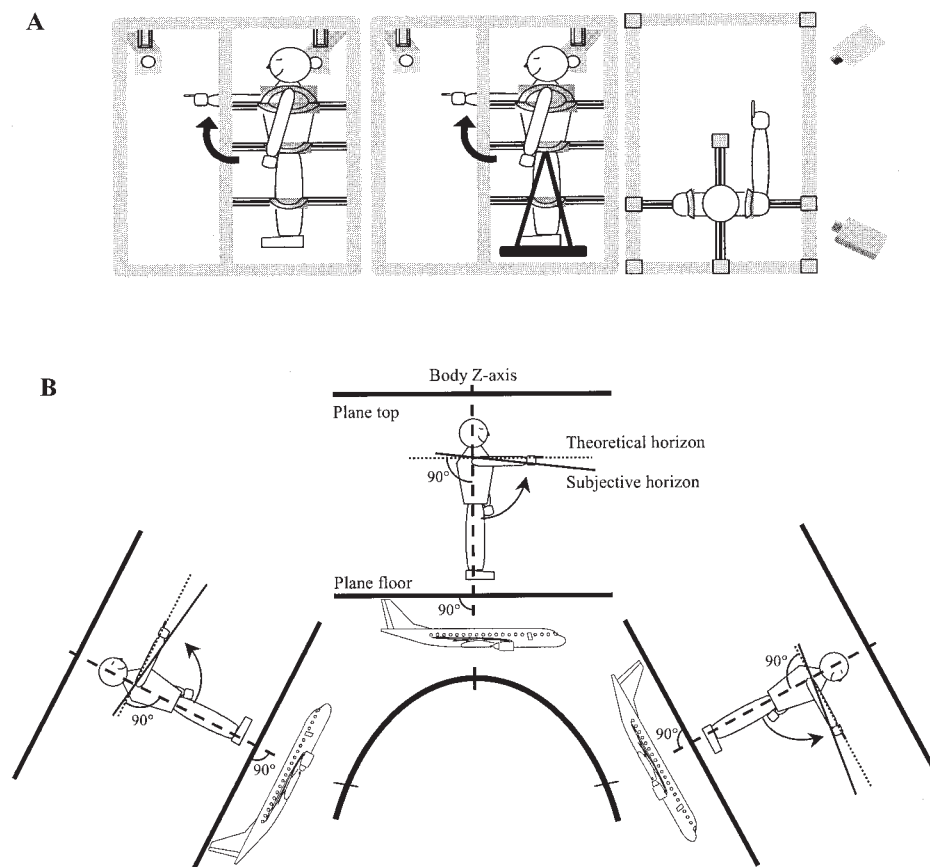 A
B
Body Z-axis
Plane top
Theoretical horizon
90°
Subjective horizon
Plane floor
90°
90°
90°
90°
90°